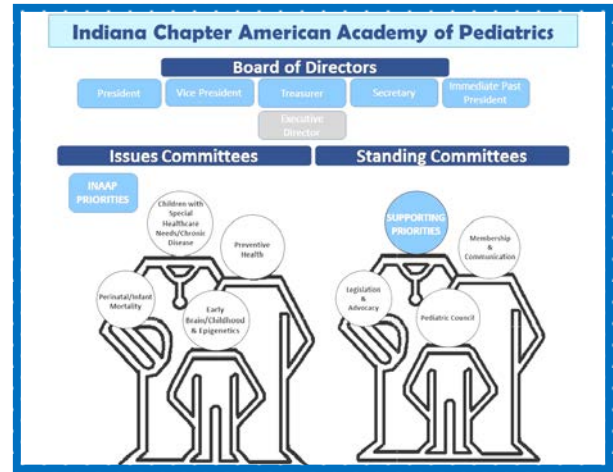 Indiana Chapter American Academy of Pediatrics
Board of Directors
President
Vice President
Treasurer
Secretary
Immediate Past
President
Executive
Director
Issues Committees
Standing Committees
INAAP
PRIORITIES
Children with
Special
Healthcare
Needs/Chronic
Disease
Preventive
Health
Perinatal/Infant
Mortality
Early
Brain/Childhood
& Epigenetics
SUPPORTING
PRIORITIES
Membership
&
Communication
Legislation
&
Advocacy
Pediatric Council